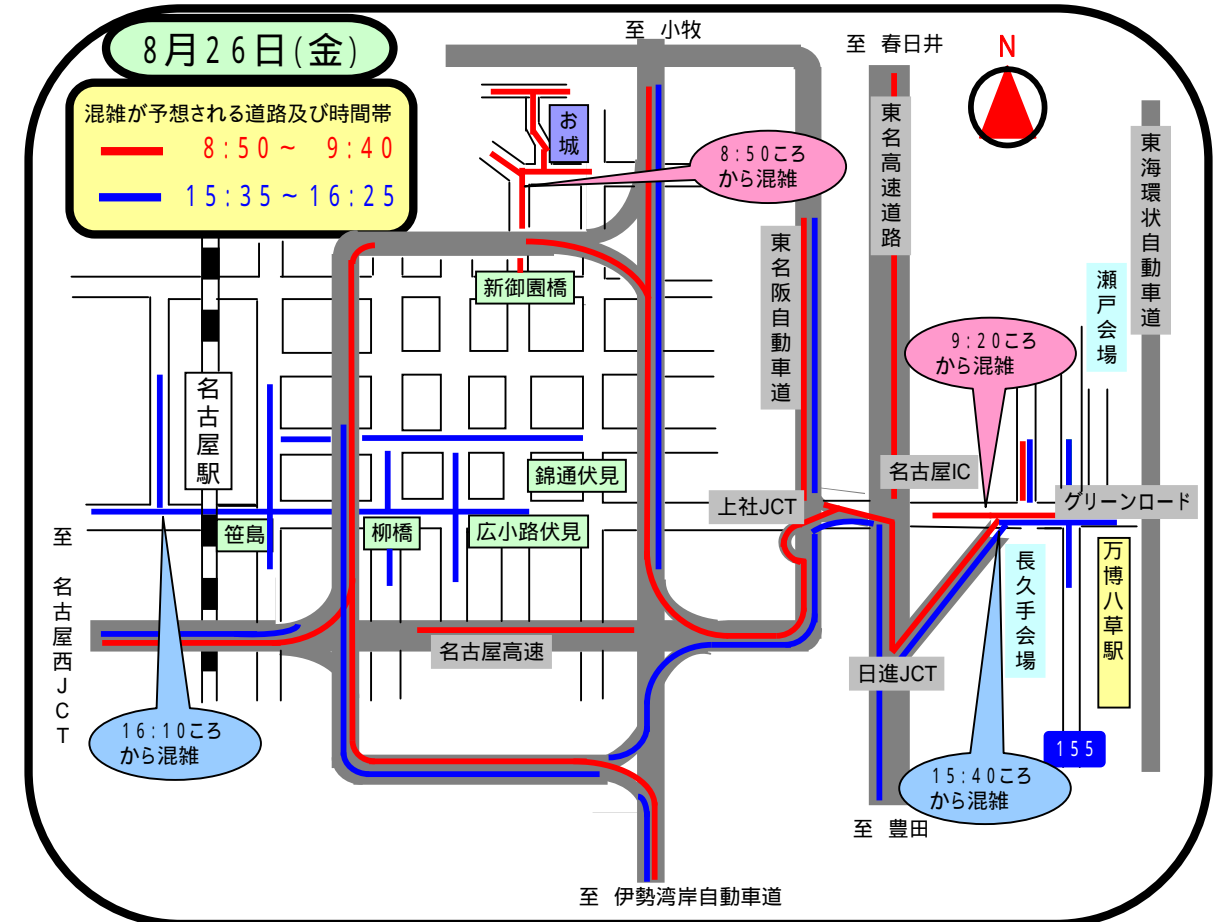 8月26日(金)
混雑が予想される道路及び時間帯
8:50～ 9:40
15:35～16:25
至 小牧
至 春日井
N
お城
8:50ころ
から混雑
東名高速道路
東海環状自動車道
東名阪自動車道
新御園橋
瀬戸会場
9:20ころ
から混雑
名古屋駅
錦通伏見
名古屋IC
グリーンロード
上社JCT
笹島
柳橋
広小路伏見
至 名古屋西JCT
長久手会場
万博八草駅
名古屋高速
日進JCT
16:10ころ
から混雑
155
15:40ころ
から混雑
至 豊田
至 伊勢湾岸自動車道